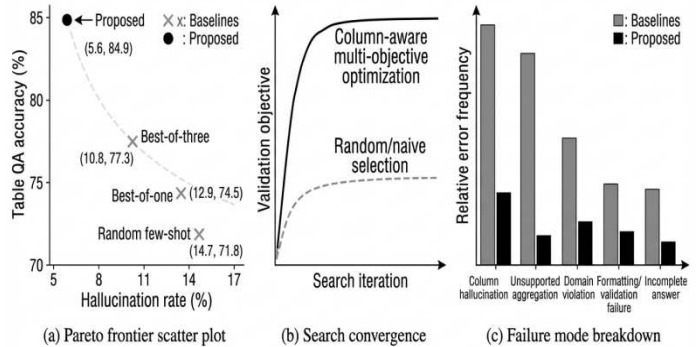 Table QA accuracy (%)
85
80
75
70
5
8
11
14
17
Hallucination rate (%)
Proposed
x: Baselines
: Proposed
(5.6, 84.9)
Best-of-three
(10.8, 77.3)
Best-of-one
(12.9, 74.5)
Random few-shot
(14.7, 71.8)
(a) Pareto frontier scatter plot
Validation objective
Column-aware
multi-objective
optimization
Random/naive
selection
Search iteration
(b) Search convergence
Relative error frequency
: Baselines
: Proposed
Column
hallucination
Unsupported
aggregation
Domain
violation
Formatting/
validation
failure
Incomplete
answer
(c) Failure mode breakdown